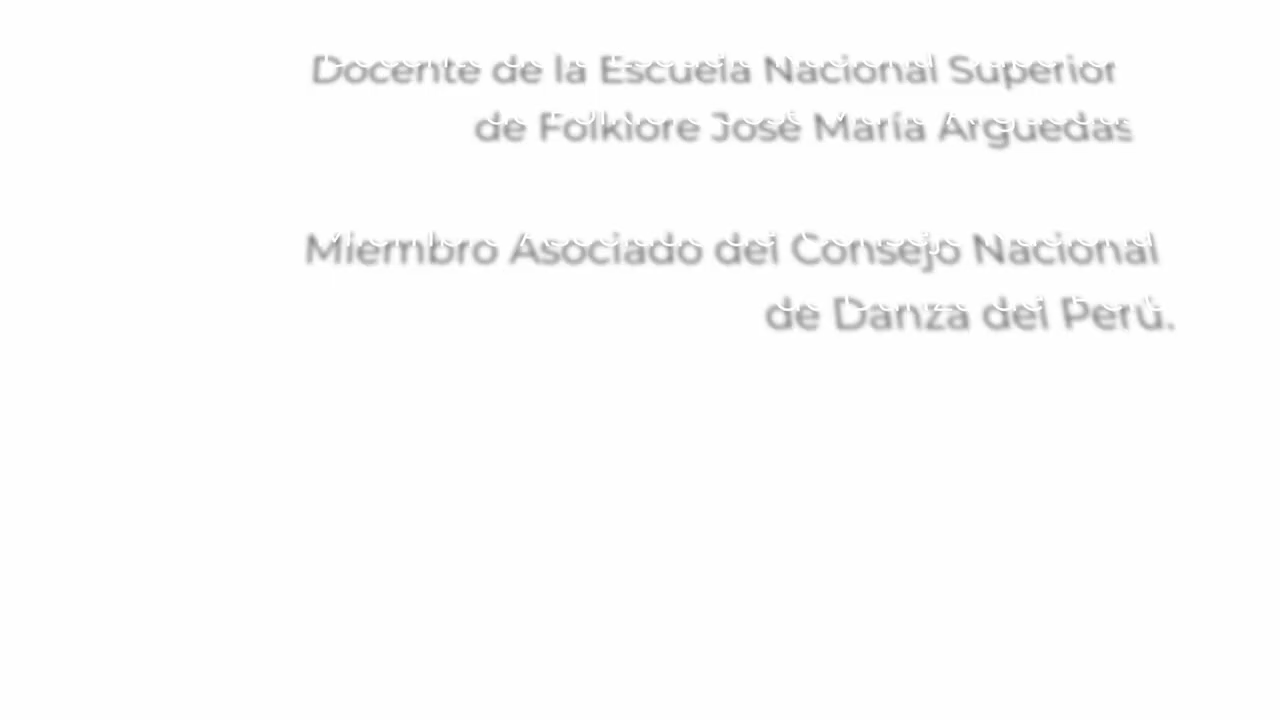 Docente de la Escuela Nacional Superior
de Folklore José María Arguedas
Miembro Asociado del Consejo Nacional
de Danza del Perú.